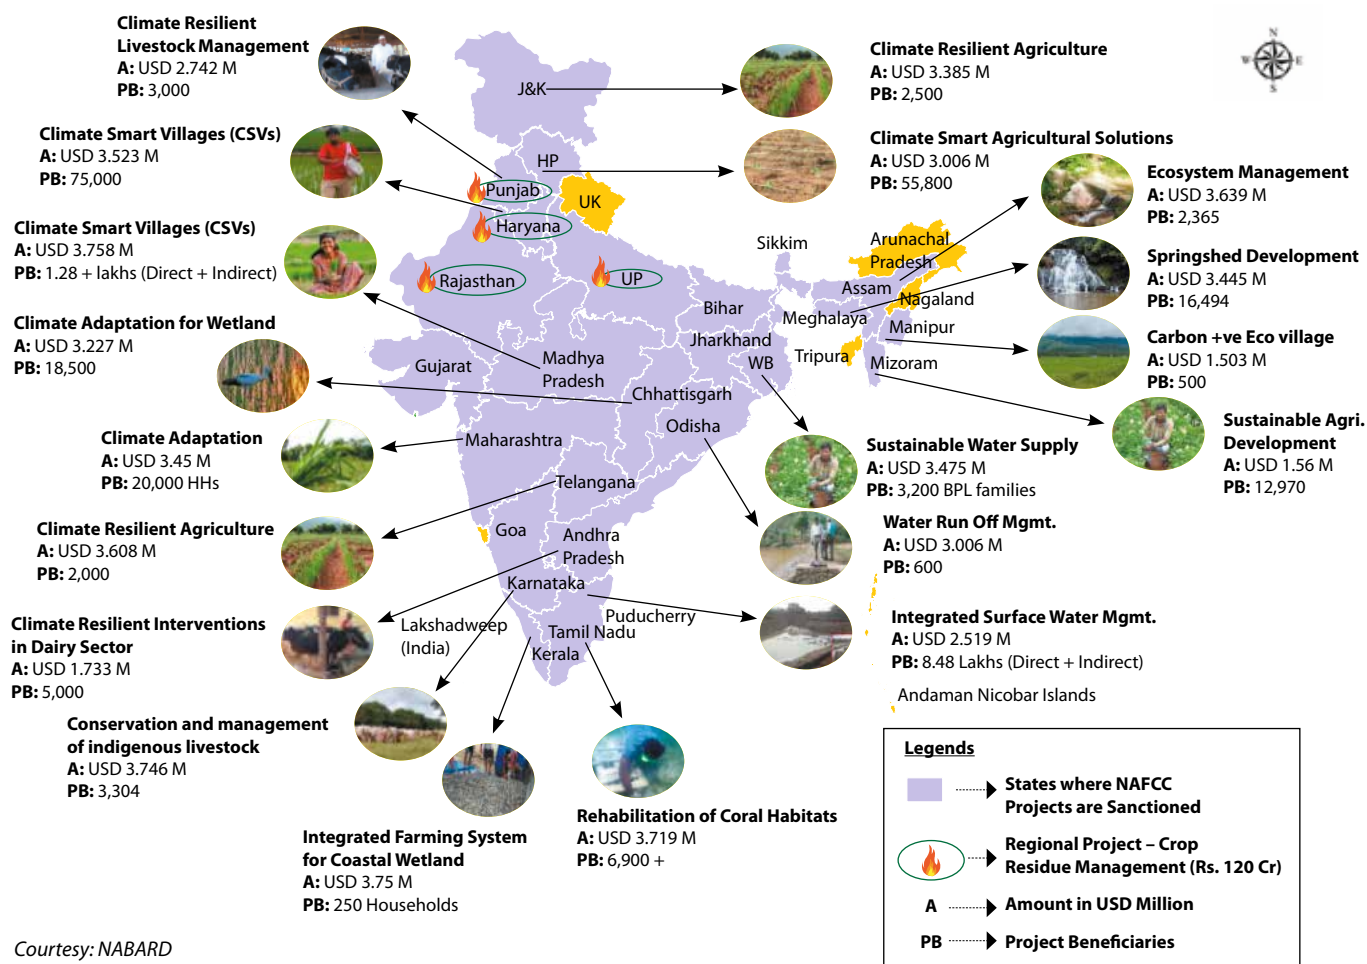 Climate Resilient
Livestock Management
A: USD 2.742 M
PB: 3,000
Climate Smart Villages (CSVs)
A: USD 3.523 M
PB: 75,000
Climate Smart Villages (CSVs)
A: USD 3.758 M
PB: 1.28 + lakhs (Direct + Indirect)
Climate Adaptation for Wetland
A: USD 3.227 M
PB: 18,500
Climate Adaptation
A: USD 3.45 M
PB: 20,000 HHs
Climate Resilient Agriculture
A: USD 3.608 M
PB: 2,000
Climate Resilient Interventions
in Dairy Sector
A: USD 1.733 M
PB: 5,000
Conservation and management
of indigenous livestock
A: USD 3.746 M
PB: 3,304
Integrated Farming System
for Coastal Wetland
A: USD 3.75 M
PB: 250 Households
Rehabilitation of Coral Habitats
A: USD 3.719 M
PB: 6,900 +
J&K
HP
Punjab
UK
Haryana
Rajasthan
UP
Sikkim
Arunachal
Pradesh
Assam
Nagaland
Meghalaya
Manipur
Tripura
Mizoram
Bihar
Jharkhand
WB
Gujarat
Madhya
Pradesh
Chhattisgarh
Odisha
Maharashtra
Telangana
Goa
Andhra
Pradesh
Karnataka
Lakshadweep
(India)
Puducherry
Tamil Nadu
Kerala
Climate Resilient Agriculture
A: USD 3.385 M
PB: 2,500
Climate Smart Agricultural Solutions
A: USD 3.006 M
PB: 55,800
Ecosystem Management
A: USD 3.639 M
PB: 2,365
Springshed Development
A: USD 3.445 M
PB: 16,494
Carbon +ve Eco village
A: USD 1.503 M
PB: 500
Sustainable Agri.
Development
A: USD 1.56 M
PB: 12,970
Sustainable Water Supply
A: USD 3.475 M
PB: 3,200 BPL families
Water Run Off Mgmt.
A: USD 3.006 M
PB: 600
Integrated Surface Water Mgmt.
A: USD 2.519 M
PB: 8.48 Lakhs (Direct + Indirect)
Andaman Nicobar Islands
N
W E
S
Legends
States where NAFCC
Projects are Sanctioned
Regional Project – Crop
Residue Management (Rs. 120 Cr)
A Amount in USD Million
PB Project Beneficiaries
Courtesy: NABARD